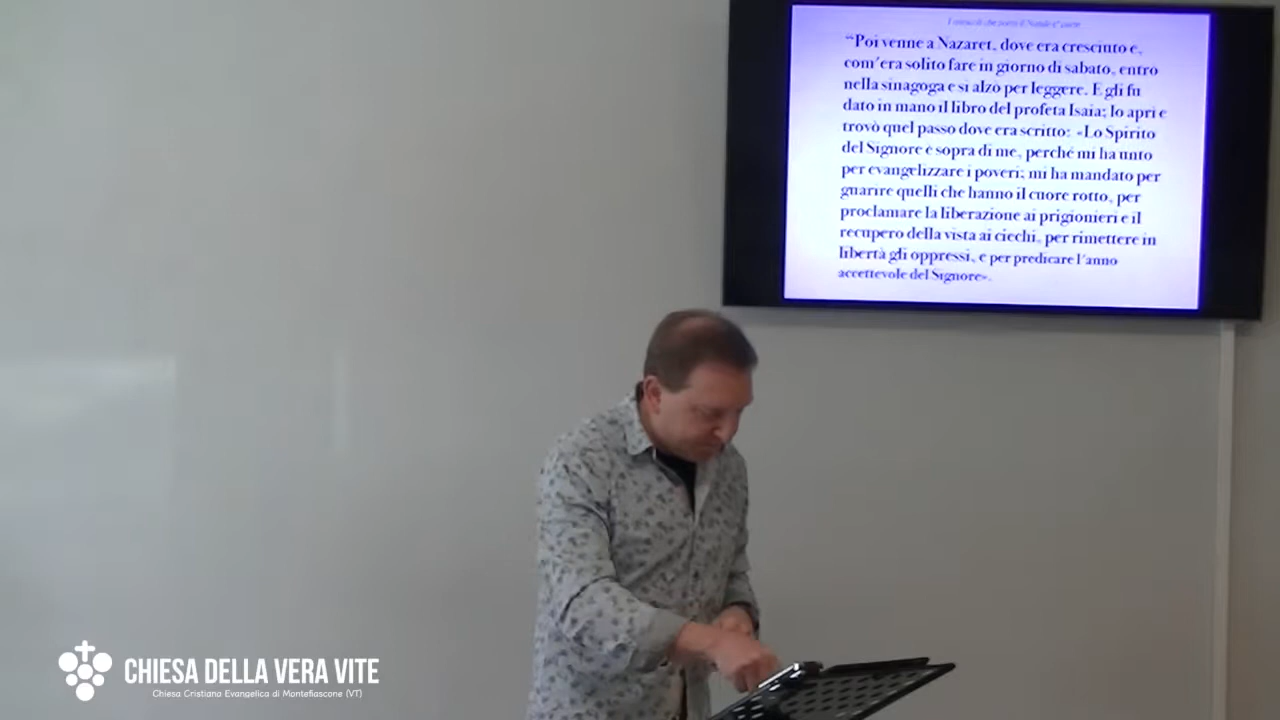 “Poi venne a Nazaret, dove era cresciuto e,
com'era solito fare in giorno di sabato, entrò
nella sinagoga e si alzò per leggere. E gli fu
dato in mano il libro del profeta Isaia; lo aprì e
trovò quel passo dove era scritto: «Lo Spirito
del Signore è sopra di me, perché mi ha unto
per evangelizzare i poveri; mi ha mandato per
guarire quelli che hanno il cuore rotto, per
proclamare la liberazione ai prigionieri e il
recupero della vista ai ciechi, per rimettere in
libertà gli oppressi, e per predicare l'anno
accettevole del Signore».
CHIESA DELLA VERA VITE
Chiesa Cristiana Evangelica di Montefiascone (VT)